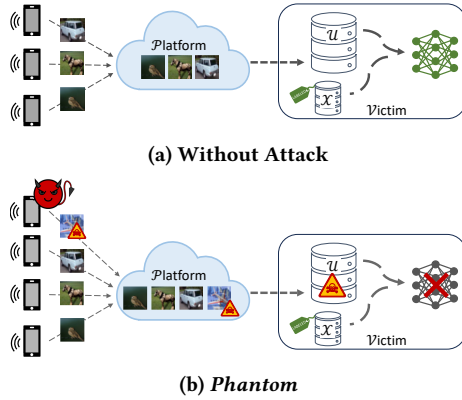 Platform
U
X
Victim
(a) Without Attack
Platform
U
X
Victim
(b) Phantom